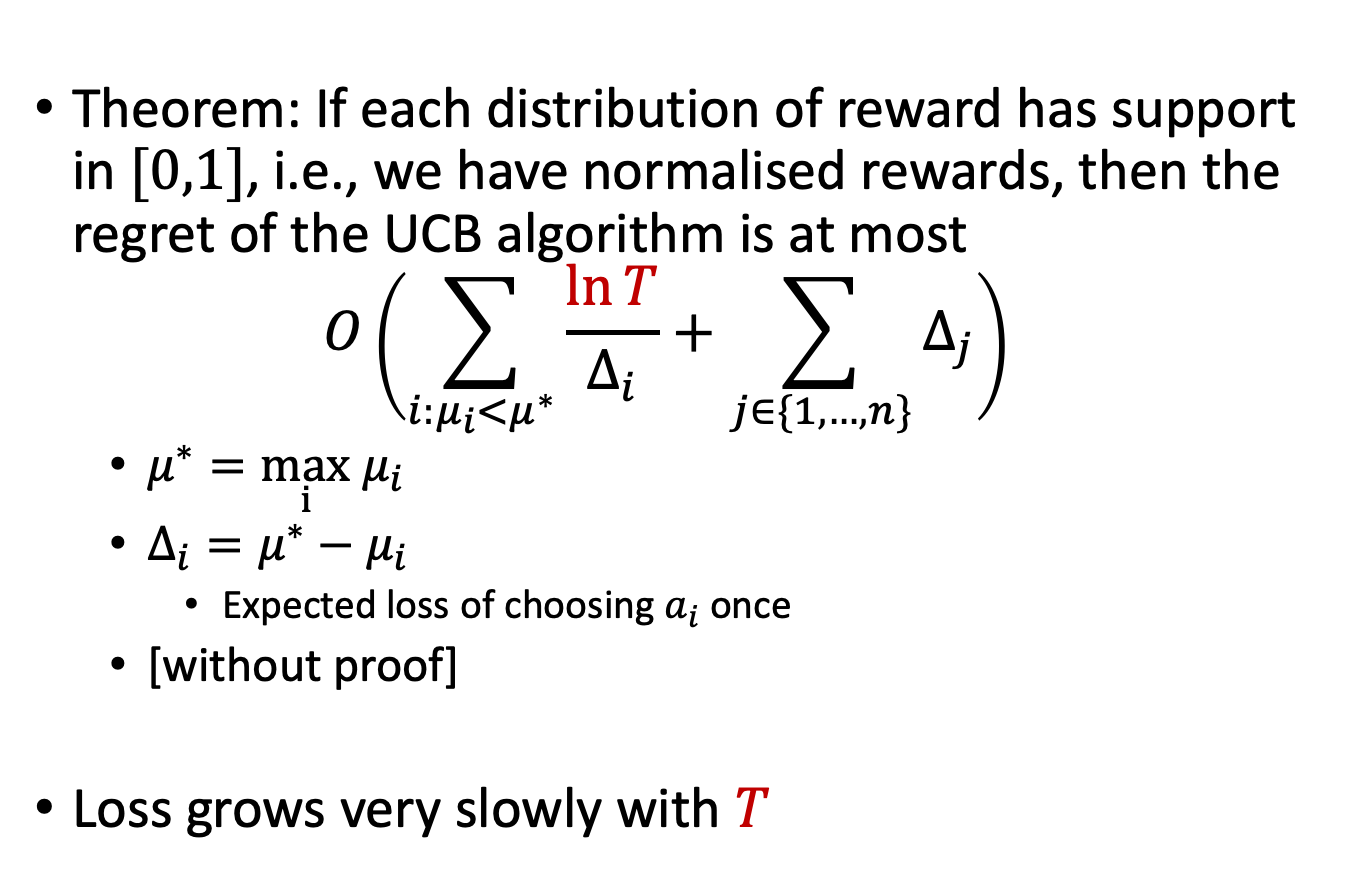 • Theorem: If each distribution of reward has support
in [0,1], i.e., we have normalised rewards, then the
regret of the UCB algorithm is at most
O(∑_{i:μ_i<μ*} ln T / Δ_i + ∑_{j∈{1,…,n}} Δ_j)
• μ* = max_i μ_i
• Δ_i = μ* − μ_i
• Expected loss of choosing a_i once
• [without proof]
• Loss grows very slowly with T